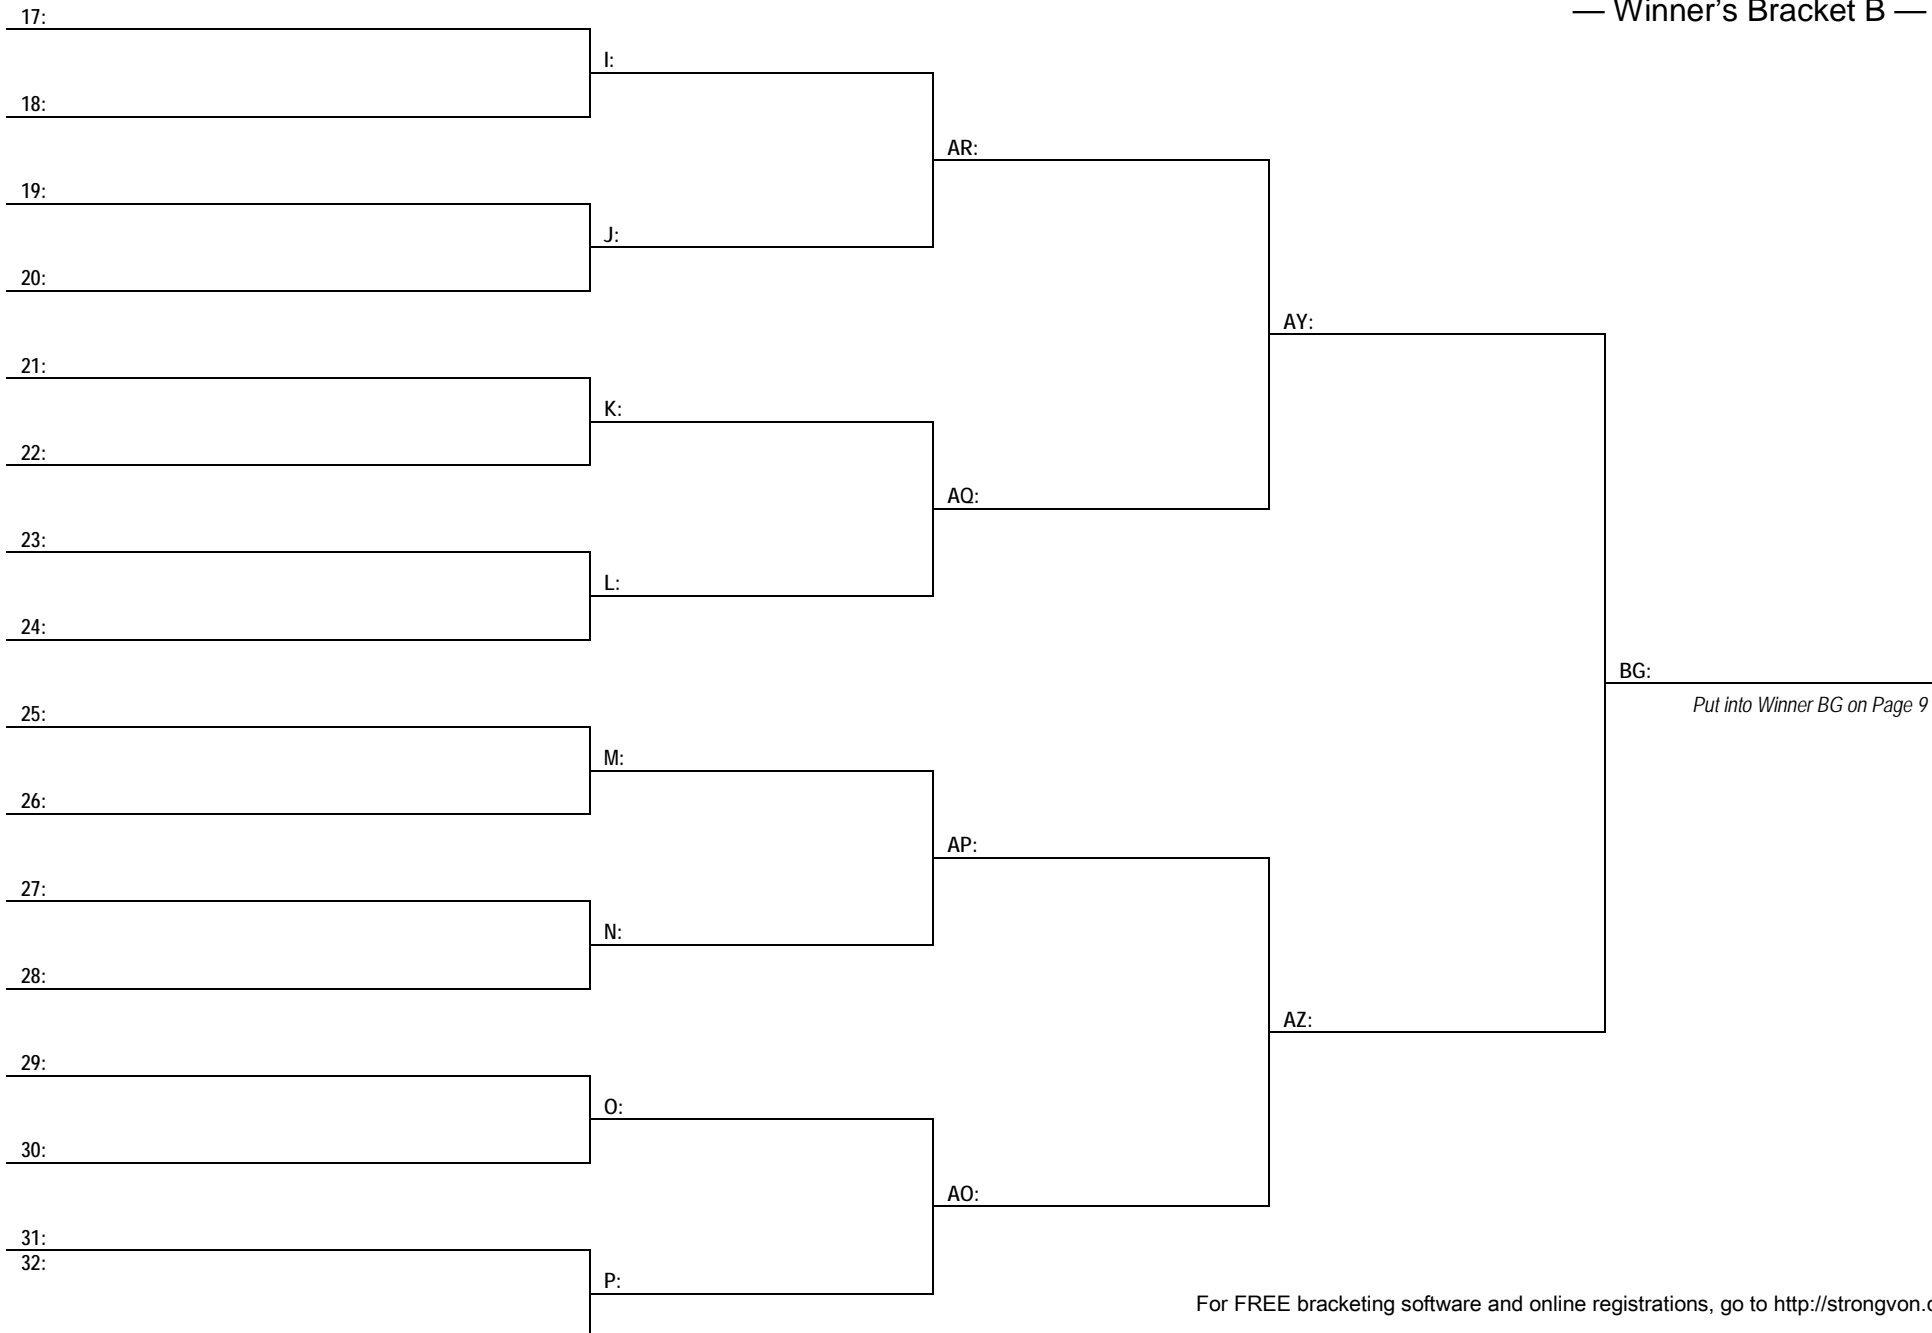 — Winner's Bracket B —
17:
I:
18:
AR:
19:
J:
20:
AY:
21:
K:
22:
AQ:
23:
L:
24:
BG:
Put into Winner BG on Page 9
25:
M:
26:
AP:
27:
N:
28:
AZ:
29:
O:
30:
AO:
31:
32:
P:
For FREE bracketing software and online registrations, go to http://strongvon.